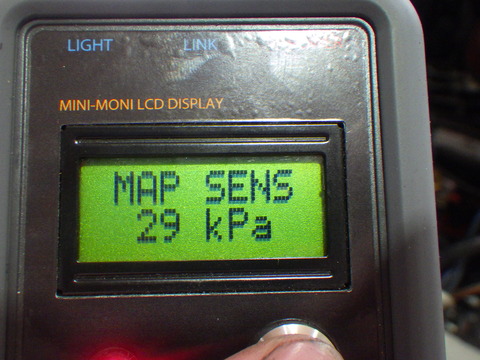 LIGHT LINK
MINI-MONI LCD DISPLAY
MAP SENS
29 kPa